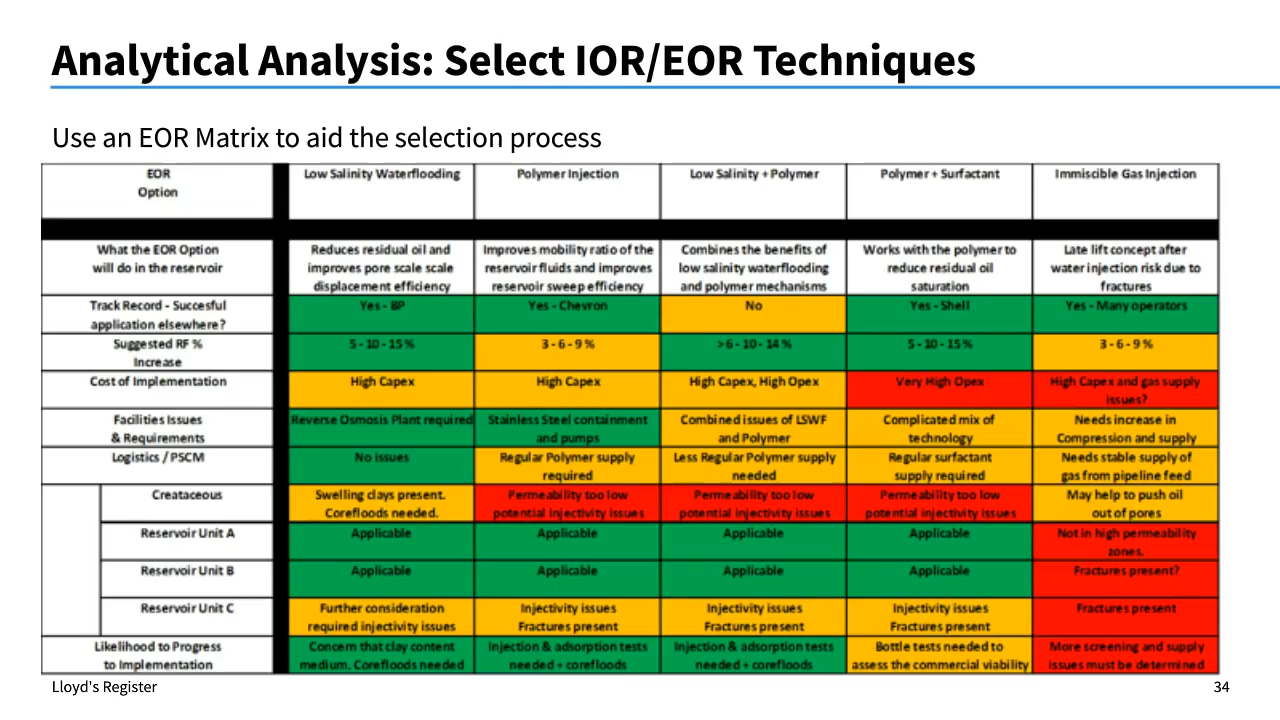 Analytical Analysis: Select IOR/EOR Techniques
Use an EOR Matrix to aid the selection process
EOR
Option
Low Salinity Waterflooding
Polymer Injection
Low Salinity + Polymer
Polymer + Surfactant
Immiscible Gas Injection
What the EOR Option
will do in the reservoir
Reduces residual oil and
improves pore scale scale
displacement efficiency
Improves mobility ratio of the
reservoir fluids and improves
reservoir sweep efficiency
Combines the benefits of
low salinity waterflooding
and polymer mechanisms
Works with the polymer to
reduce residual oil
saturation
Late lift concept after
water injection risk due to
fractures
Track Record - Succesful
application elsewhere?
Yes - BP
Yes - Chevron
No
Yes - Shell
Yes - Many operators
Suggested RF %
Increase
5 - 10 - 15 %
3 - 6 - 9 %
>6 - 10 - 14 %
5 - 10 - 15 %
3 - 6 - 9 %
Cost of Implementation
High Capex
High Capex
High Capex, High Opex
Very High Opex
High Capex and gas supply
issues?
Facilities Issues
& Requirements
Reverse Osmosis Plant required
Stainless Steel containment
and pumps
Combined issues of LSWF
and Polymer
Complicated mix of
technology
Needs increase in
Compression and supply
Logistics / PSCM
No issues
Regular Polymer supply
required
Less Regular Polymer supply
needed
Regular surfactant
supply required
Needs stable supply of
gas from pipeline feed
Creataceous
Swelling clays present.
Corefloods needed.
Permeability too low
potential injectivity issues
Permeability too low
potential injectivity issues
Permeability too low
potential injectivity issues
May help to push oil
out of pores
Reservoir Unit A
Applicable
Applicable
Applicable
Applicable
Not in high permeability
zones.
Reservoir Unit B
Applicable
Applicable
Applicable
Applicable
Fractures present?
Reservoir Unit C
Further consideration
required injectivity issues
Injectivity issues
Fractures present
Injectivity issues
Fractures present
Injectivity issues
Fractures present
Fractures present
Likelihood to Progress
to Implementation
Concern that clay content
medium. Corefloods needed
Injection & adsorption tests
needed + corefloods
Injection & adsorption tests
needed + corefloods
Bottle tests needed to
assess the commercial viability
More screening and supply
issues must be determined
Lloyd's Register
34